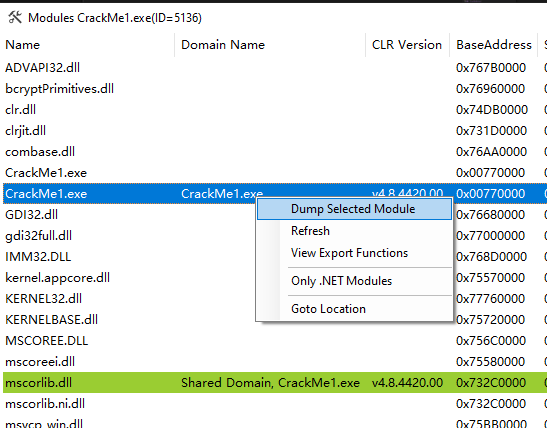 Modules CrackMe1.exe(ID=5136)
Name Domain Name CLR Version BaseAddress S
ADVAPI32.dll 0x767B0000
bcryptPrimitives.dll 0x76960000
clr.dll 0x74DB0000
clrjit.dll 0x731D0000
combase.dll 0x76AA0000
CrackMe1.exe 0x00770000
CrackMe1.exe CrackMe1.exe v4.8.4420.00 0x00770000
GDI32.dll 0x76680000
gdi32full.dll 0x77000000
IMM32.DLL 0x768D0000
kernel.appcore.dll 0x75570000
KERNEL32.dll 0x77760000
KERNELBASE.dll 0x75720000
MSCOREE.DLL 0x756C0000
mscoreei.dll 0x75580000
mscorlib.dll Shared Domain, CrackMe1.exe v4.8.4420.00 0x732C0000
mscorlib.ni.dll 0x732C0000
msvcp_win.dll 0x75BB0000
Dump Selected Module
Refresh
View Export Functions
Only .NET Modules
Goto Location